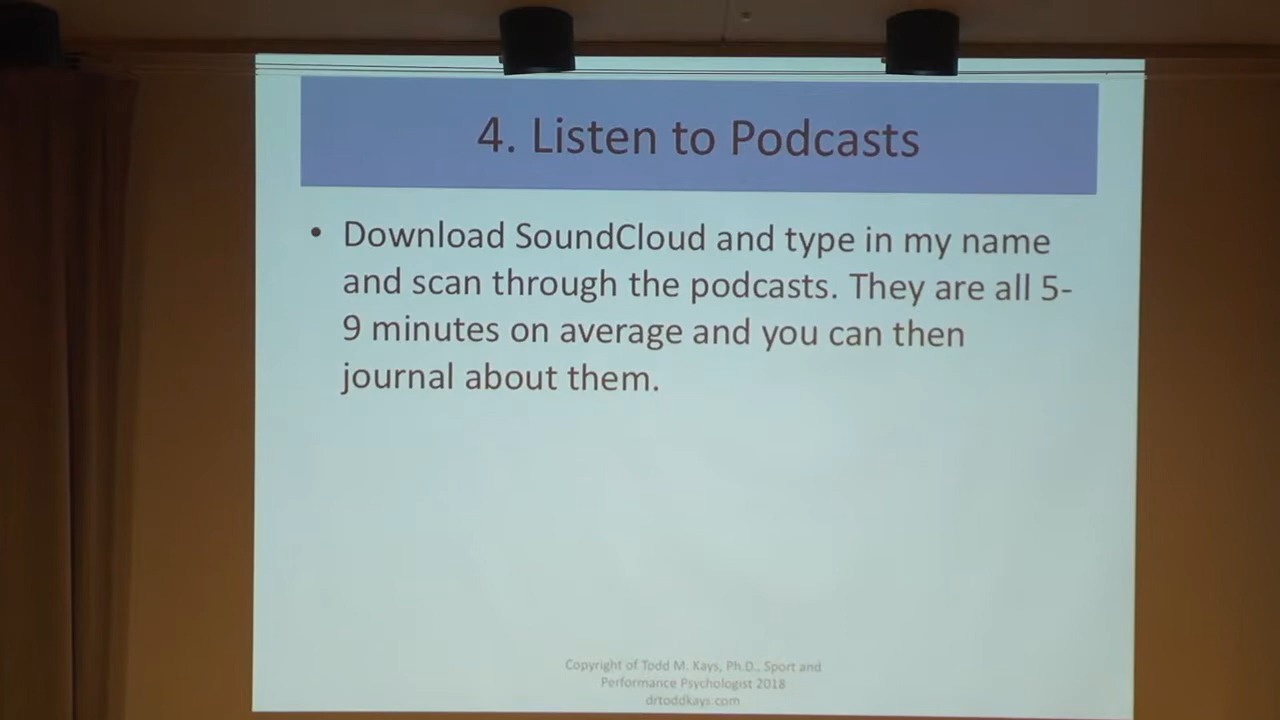 4. Listen to Podcasts
• Download SoundCloud and type in my name
and scan through the podcasts. They are all 5-
9 minutes on average and you can then
journal about them.
Copyright of Todd M. Kays, Ph.D., Sport and
Performance Psychologist 2018
drtoddkays.com